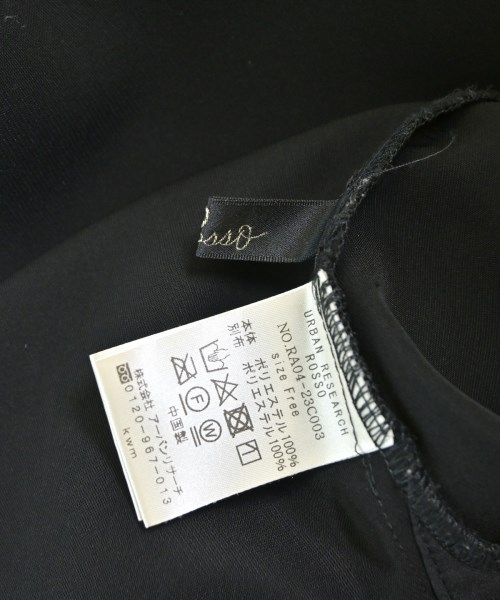 Rosso
URBAN RESEARCH
ROSSO
NO.RA04-23C003
size Free
本体 ポリエステル100%
別布 ポリエステル100%
F W
中国製
株式会社 アーバンリサーチ
0120-967-013
kwm